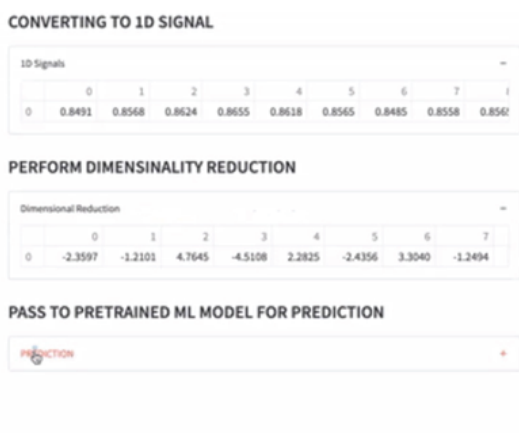 CONVERTING TO 1D SIGNAL
1D Signals −
0 1 2 3 4 5 6 7
0 0.8491 0.8568 0.8624 0.8655 0.8618 0.8565 0.8485 0.8558 0.856
PERFORM DIMENSINALITY REDUCTION
Dimensional Reduction −
0 1 2 3 4 5 6 7
0 -2.3597 -1.2101 4.7645 -4.5108 2.2825 -2.4356 3.3040 -1.2494
PASS TO PRETRAINED ML MODEL FOR PREDICTION
PREDICTION +